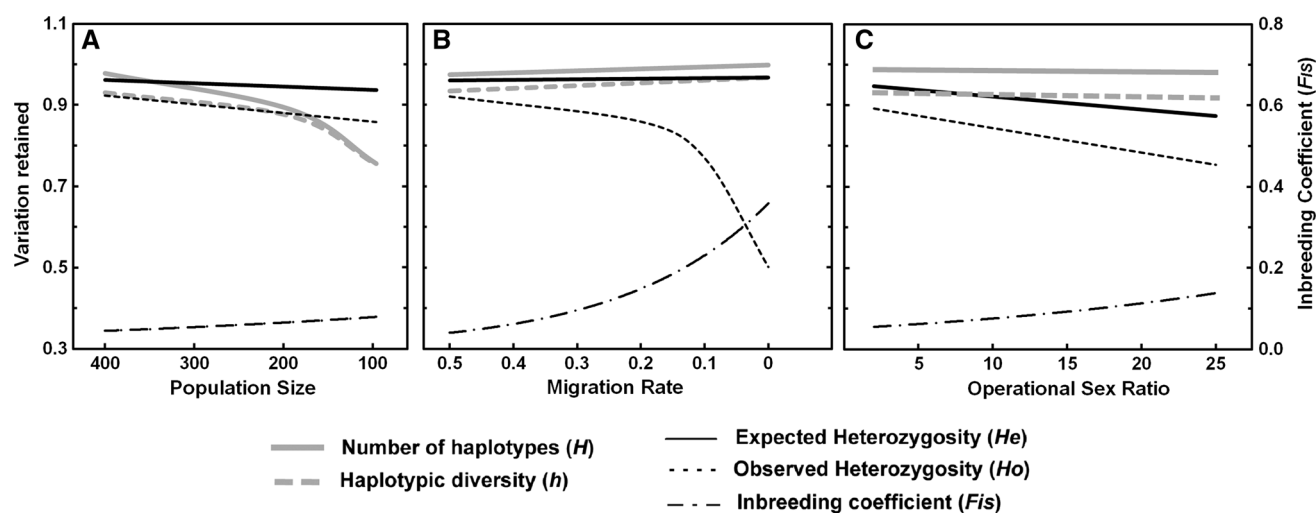 A
B
C
Variation retained
1.1
0.9
0.7
0.5
0.3
400 300 200 100
Population Size
0.5 0.4 0.3 0.2 0.1 0
Migration Rate
5 10 15 20 25
Operational Sex Ratio
0.8
0.6
0.4
0.2
0.0
Inbreeding Coefficient (Fis)
Number of haplotypes (H)
Haplotypic diversity (h)
Expected Heterozygosity (He)
Observed Heterozygosity (Ho)
Inbreeding coefficient (Fis)